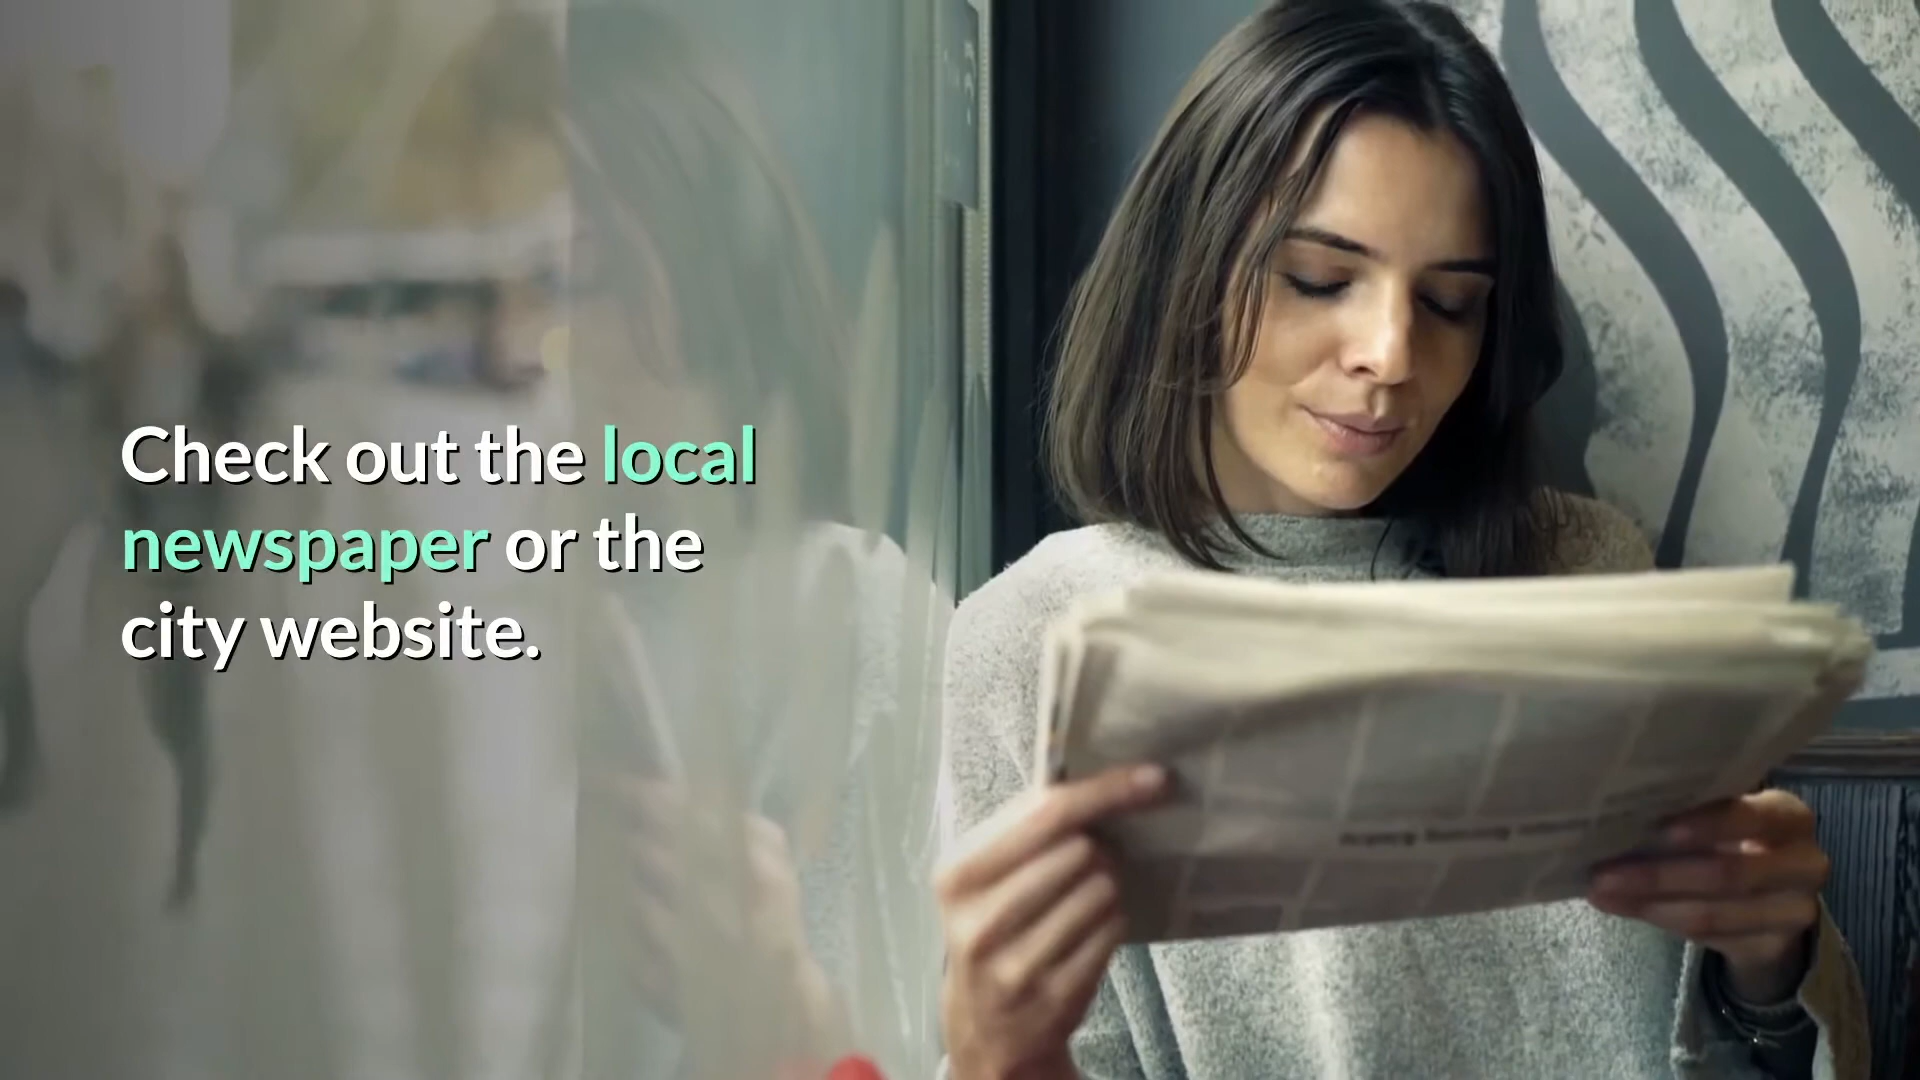 Check out the local
newspaper or the
city website.